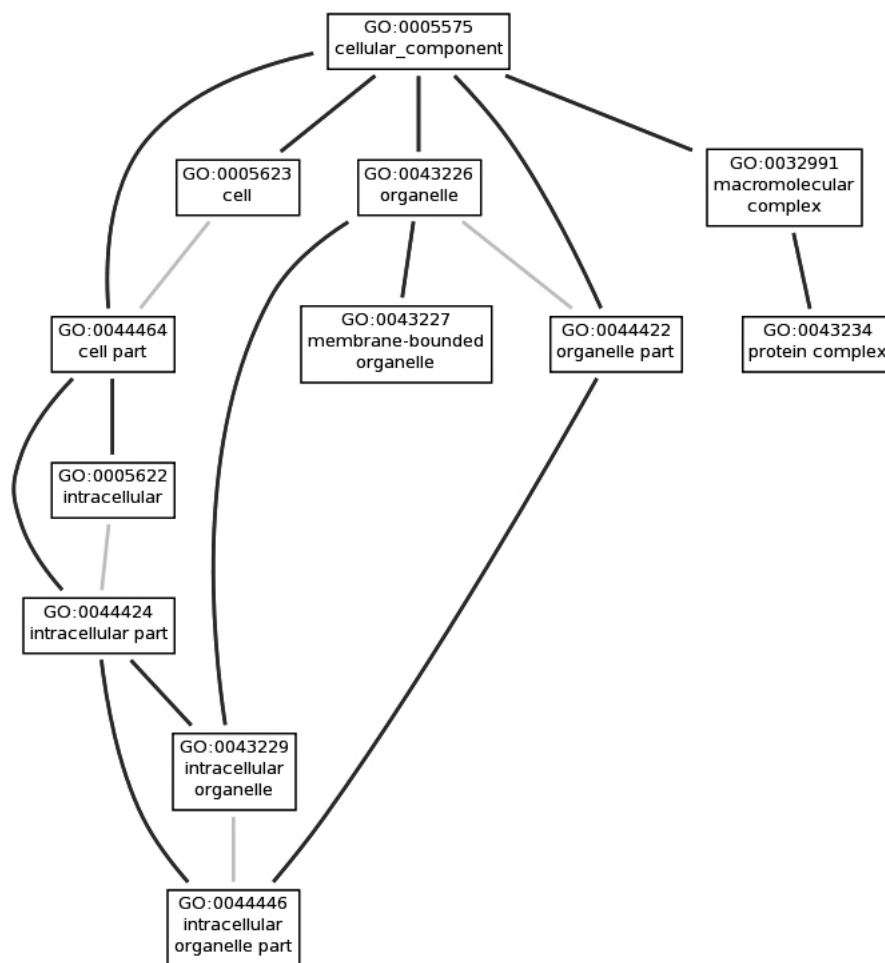 GO:0005575
cellular_component
GO:0005623
cell
GO:0043226
organelle
GO:0032991
macromolecular
complex
GO:0044464
cell part
GO:0043227
membrane-bounded
organelle
GO:0044422
organelle part
GO:0043234
protein complex
GO:0005622
intracellular
GO:0044424
intracellular part
GO:0043229
intracellular
organelle
GO:0044446
intracellular
organelle part